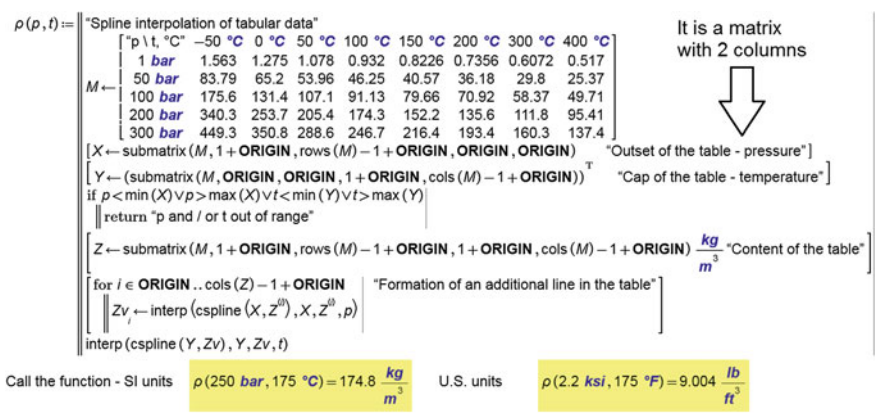 ρ(p,t):= "Spline interpolation of tabular data"
It is a matrix
with 2 columns
M← "p \ t, °C" −50 °C 0 °C 50 °C 100 °C 150 °C 200 °C 300 °C 400 °C
1 bar 1.563 1.275 1.078 0.932 0.8226 0.7356 0.6072 0.517
50 bar 83.79 65.2 53.96 46.25 40.57 36.18 29.8 25.37
100 bar 175.6 131.4 107.1 91.13 79.66 70.92 58.37 49.71
200 bar 340.3 253.7 205.4 174.3 152.2 135.6 111.8 95.41
300 bar 449.3 350.8 288.6 246.7 216.4 193.4 160.3 137.4
[X←submatrix(M,1+ORIGIN,rows(M)−1+ORIGIN,ORIGIN,ORIGIN) "Outset of the table - pressure"]
[Y←(submatrix(M,ORIGIN,ORIGIN,1+ORIGIN,cols(M)−1+ORIGIN))ᵀ "Cap of the table - temperature"]
if p<min(X)∨p>max(X)∨t<min(Y)∨t>max(Y)
return "p and / or t out of range"
[Z←submatrix(M,1+ORIGIN,rows(M)−1+ORIGIN,1+ORIGIN,cols(M)−1+ORIGIN) kg/m³ "Content of the table"]
[for i∈ORIGIN..cols(Z)−1+ORIGIN "Formation of an additional line in the table"
Zvᵢ←interp(cspline(X,Z⁽ⁱ⁾),X,Z⁽ⁱ⁾,p)]
interp(cspline(Y,Zv),Y,Zv,t)
Call the function - SI units ρ(250 bar,175 °C)=174.8 kg/m³ U.S. units ρ(2.2 ksi,175 °F)=9.004 lb/ft³